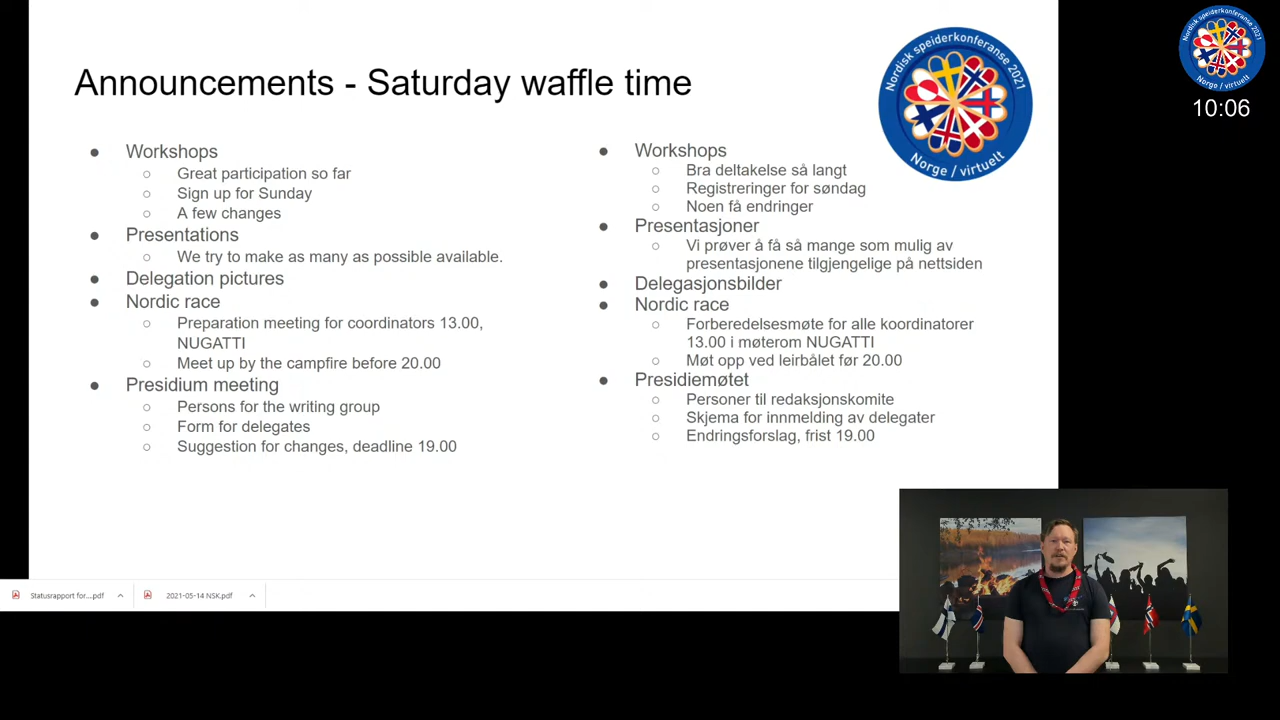 Announcements - Saturday waffle time
Workshops
Great participation so far
Sign up for Sunday
A few changes
Presentations
We try to make as many as possible available.
Delegation pictures
Nordic race
Preparation meeting for coordinators 13.00,
NUGATTI
Meet up by the campfire before 20.00
Presidium meeting
Persons for the writing group
Form for delegates
Suggestion for changes, deadline 19.00
Workshops
Bra deltakelse så langt
Registreringer for søndag
Noen få endringer
Presentasjoner
Vi prøver å få så mange som mulig av
presentasjonene tilgjengelige på nettsiden
Delegasjonsbilder
Nordic race
Forberedelsesmøte for alle koordinatorer
13.00 i møterom NUGATTI
Møt opp ved leirbålet før 20.00
Presidiemøtet
Personer til redaksjonskomite
Skjema for innmelding av delegater
Endringsforslag, frist 19.00
Nordisk speiderkonferanse 2021
Norge / virtuelt
Nordisk speiderkonferanse 2021
Norge / virtuelt
10:06
Statusrapport for....pdf
2021-05-14 NSK.pdf